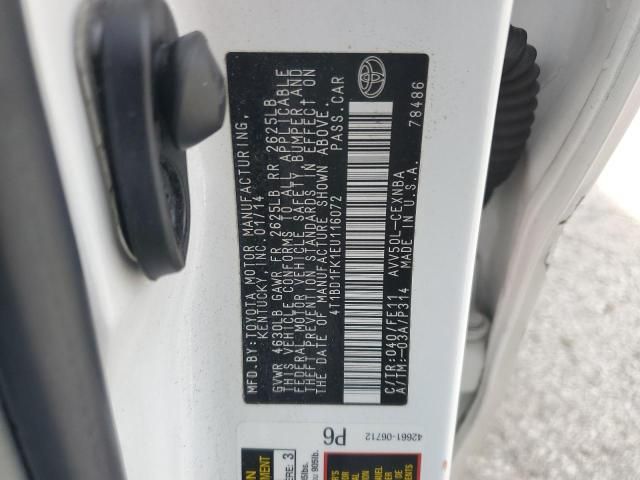 MFD.BY:TOYOTA MOTOR MANUFACTURING,
KENTUCKY, INC. 01/14
GVWR 4630LB GAWR FR 2625LB RR 2625LB
THIS VEHICLE CONFORMS TO ALL APPLICABLE
FEDERAL MOTOR VEHICLE SAFETY, BUMPER AND
THEFT PREVENTION STANDARDS IN EFFECT ON
THE DATE OF MANUFACTURE SHOWN ABOVE.
4T1BD1FK1EU116072 PASS.CAR
C/TR:040/FE11 AVV50L-CEXNBA
A/TM:-03A/P314 MADE IN U.S.A.
78486
P6
42661-06712